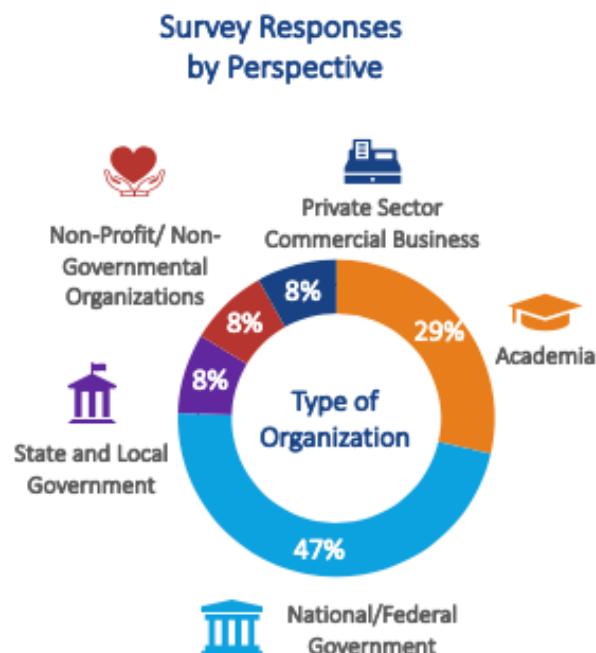 Survey Responses
by Perspective
Private Sector
Commercial Business
Non-Profit/ Non-
Governmental
Organizations
8%
8%
29%
Academia
8%
Type of
Organization
State and Local
Government
47%
National/Federal
Government